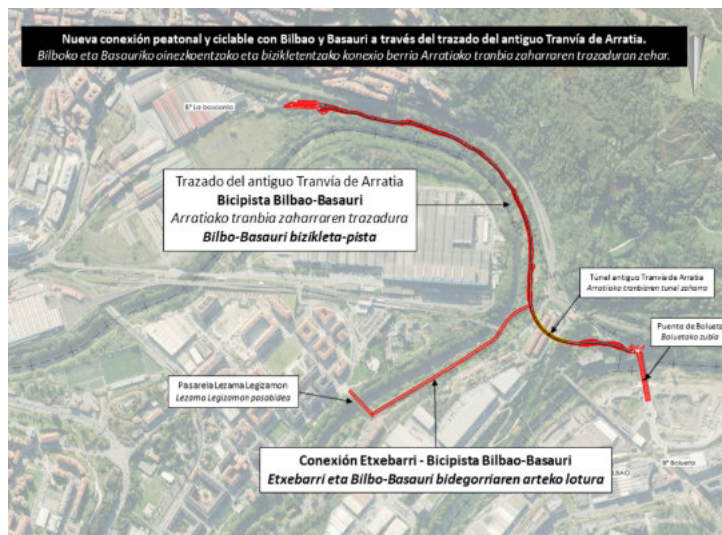 Nueva conexión peatonal y ciclable con Bilbao y Basauri a través del trazado del antiguo Tranvía de Arratia.
Bilboko eta Basauriko oinezkoentzako eta bizikletentzako konexio berria Arratiako tranbia zaharraren trazaduran zehar.
Bº La basconia
Trazado del antiguo Tranvía de Arratia
Bicipista Bilbao-Basauri
Arratiako tranbia zaharraren trazadura
Bilbo-Basauri bizikleta-pista
Túnel antiguo Tranvía de Arratia
Arratiako tranbiaren tunel zaharra
Puente de Bolueta
Boluetako zubia
Pasarela Lezama Legizamon
Lezama Legizamon pasabidea
Conexión Etxebarri - Bicipista Bilbao-Basauri
Etxebarri eta Bilbo-Basauri bidegorriaren arteko lotura
Bº Bolueta